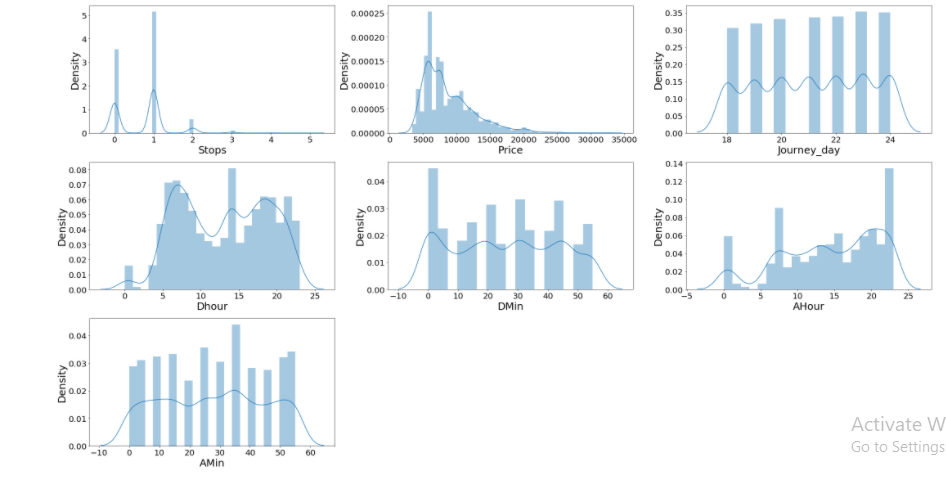 5
4
3
2
1
0
Density
0 1 2 3 4 5
Stops
0.00025
0.00020
0.00015
0.00010
0.00005
0.00000
Density
0 5000 10000 15000 20000 25000 30000 35000
Price
0.35
0.30
0.25
0.20
0.15
0.10
0.05
0.00
Density
18 20 22 24
Journey_day
0.08
0.07
0.06
0.05
0.04
0.03
0.02
0.01
0.00
Density
0 5 10 15 20 25
Dhour
0.04
0.03
0.02
0.01
0.00
Density
−10 0 10 20 30 40 50 60
DMin
0.14
0.12
0.10
0.08
0.06
0.04
0.02
0.00
Density
−5 0 5 10 15 20 25
AHour
0.04
0.03
0.02
0.01
0.00
Density
−10 0 10 20 30 40 50 60
AMin
Activate W
Go to Settings